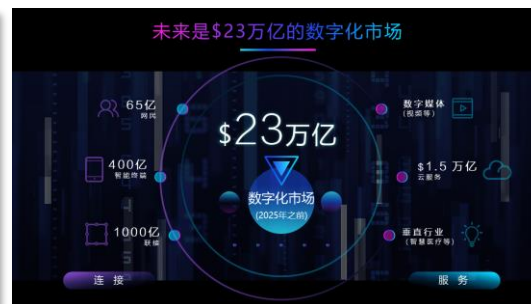 未来是$23万亿的数字化市场
65亿
网民
400亿
智能终端
1000亿
联接
连接
$23万亿
数字化市场
(2025年之前)
数字媒体
(视频等)
$1.5 万亿
云服务
垂直行业
(智慧医疗等)
服务